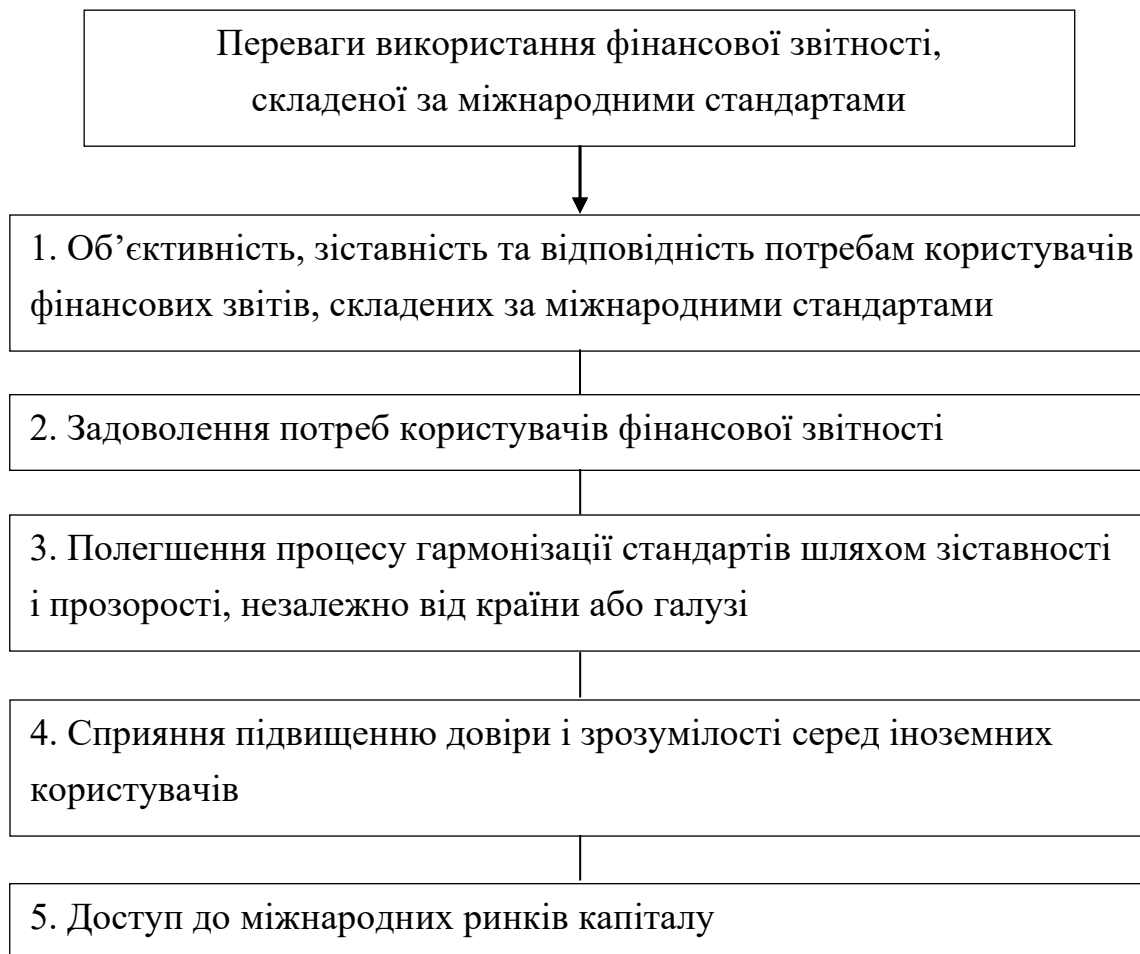 Переваги використання фінансової звітності,
складеної за міжнародними стандартами
1. Об’єктивність, зіставність та відповідність потребам користувачів
фінансових звітів, складених за міжнародними стандартами
2. Задоволення потреб користувачів фінансової звітності
3. Полегшення процесу гармонізації стандартів шляхом зіставності
і прозорості, незалежно від країни або галузі
4. Сприяння підвищенню довіри і зрозумілості серед іноземних
користувачів
5. Доступ до міжнародних ринків капіталу